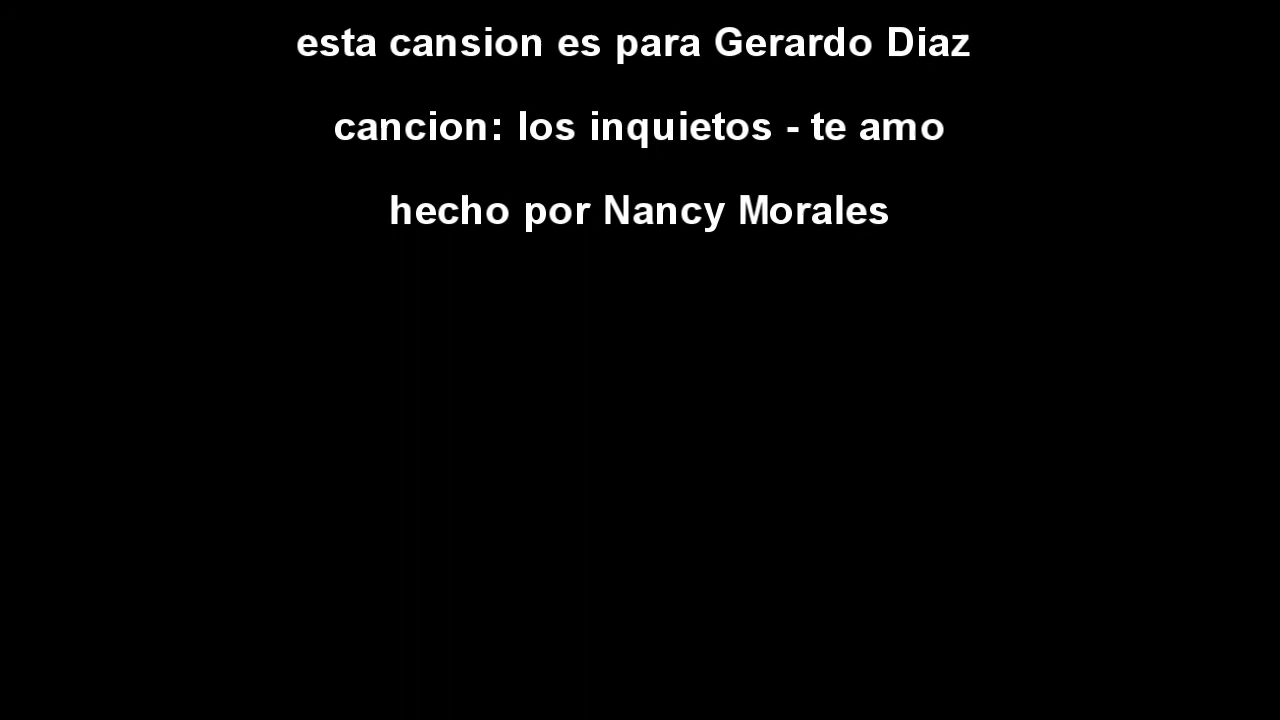 esta cansion es para Gerardo Diaz
cancion: los inquietos - te amo
hecho por Nancy Morales